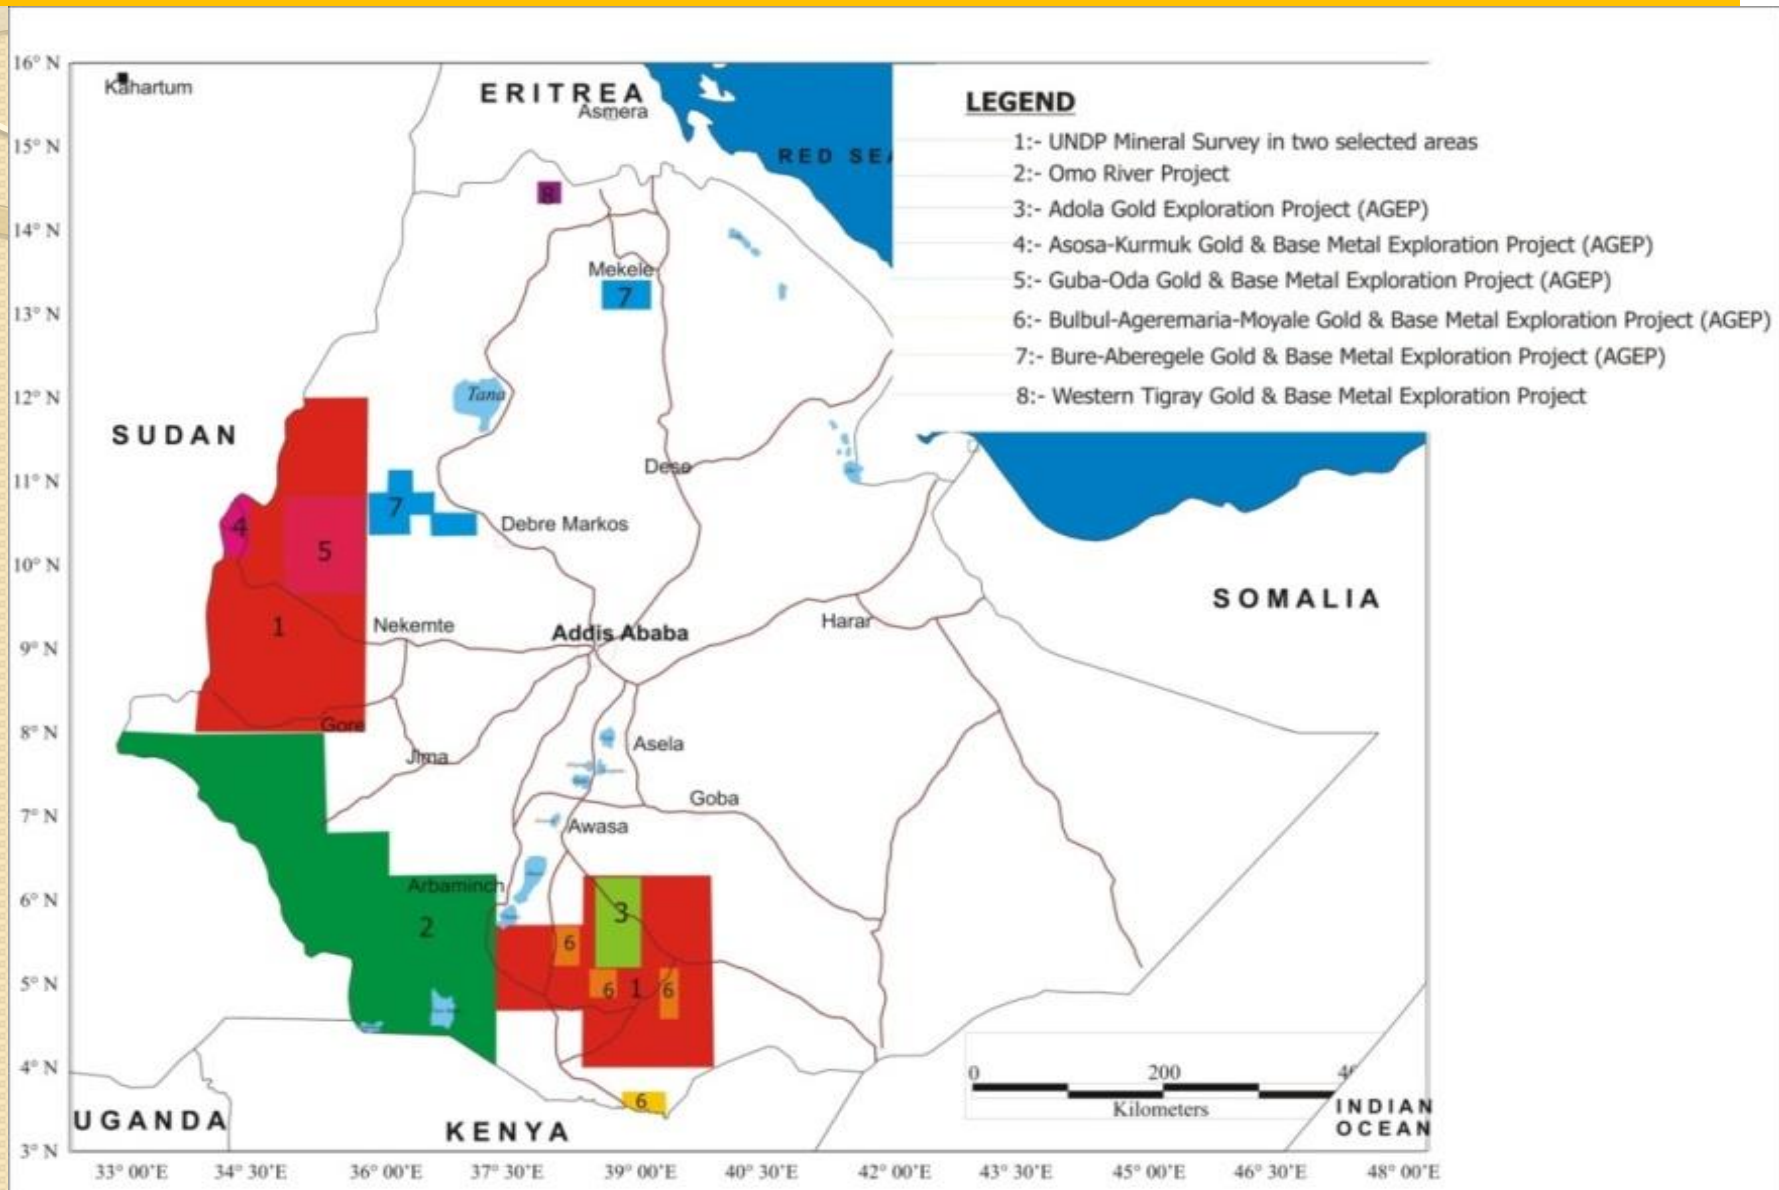 16° N
Kahartum
ERITREA
Asmera
LEGEND
1:- UNDP Mineral Survey in two selected areas
15° N
RED SEA
2:- Omo River Project
8
3:- Adola Gold Exploration Project (AGEP)
14° N
4:- Asosa-Kurmuk Gold & Base Metal Exploration Project (AGEP)
Mekele
5:- Guba-Oda Gold & Base Metal Exploration Project (AGEP)
7
13° N
6:- Bulbul-Ageremaria-Moyale Gold & Base Metal Exploration Project (AGEP)
7:- Bure-Aberegele Gold & Base Metal Exploration Project (AGEP)
12° N
Tana
8:- Western Tigray Gold & Base Metal Exploration Project
SUDAN
Dese
11° N
7
4
Debre Markos
5
10° N
SOMALIA
1
Nekemte
Addis Ababa
Harar
9° N
Gore
8° N
Jima
Asela
Goba
7° N
Awasa
Arbaminch
6° N
3
2
6
5° N
6
1
6
4° N
0
200
6
Kilometers
INDIAN
OCEAN
UGANDA
KENYA
3° N
33° 00'E
34° 30'E
36° 00'E
37° 30'E
39° 00'E
40° 30'E
42° 00'E
43° 30'E
45° 00'E
46° 30'E
48° 00'E